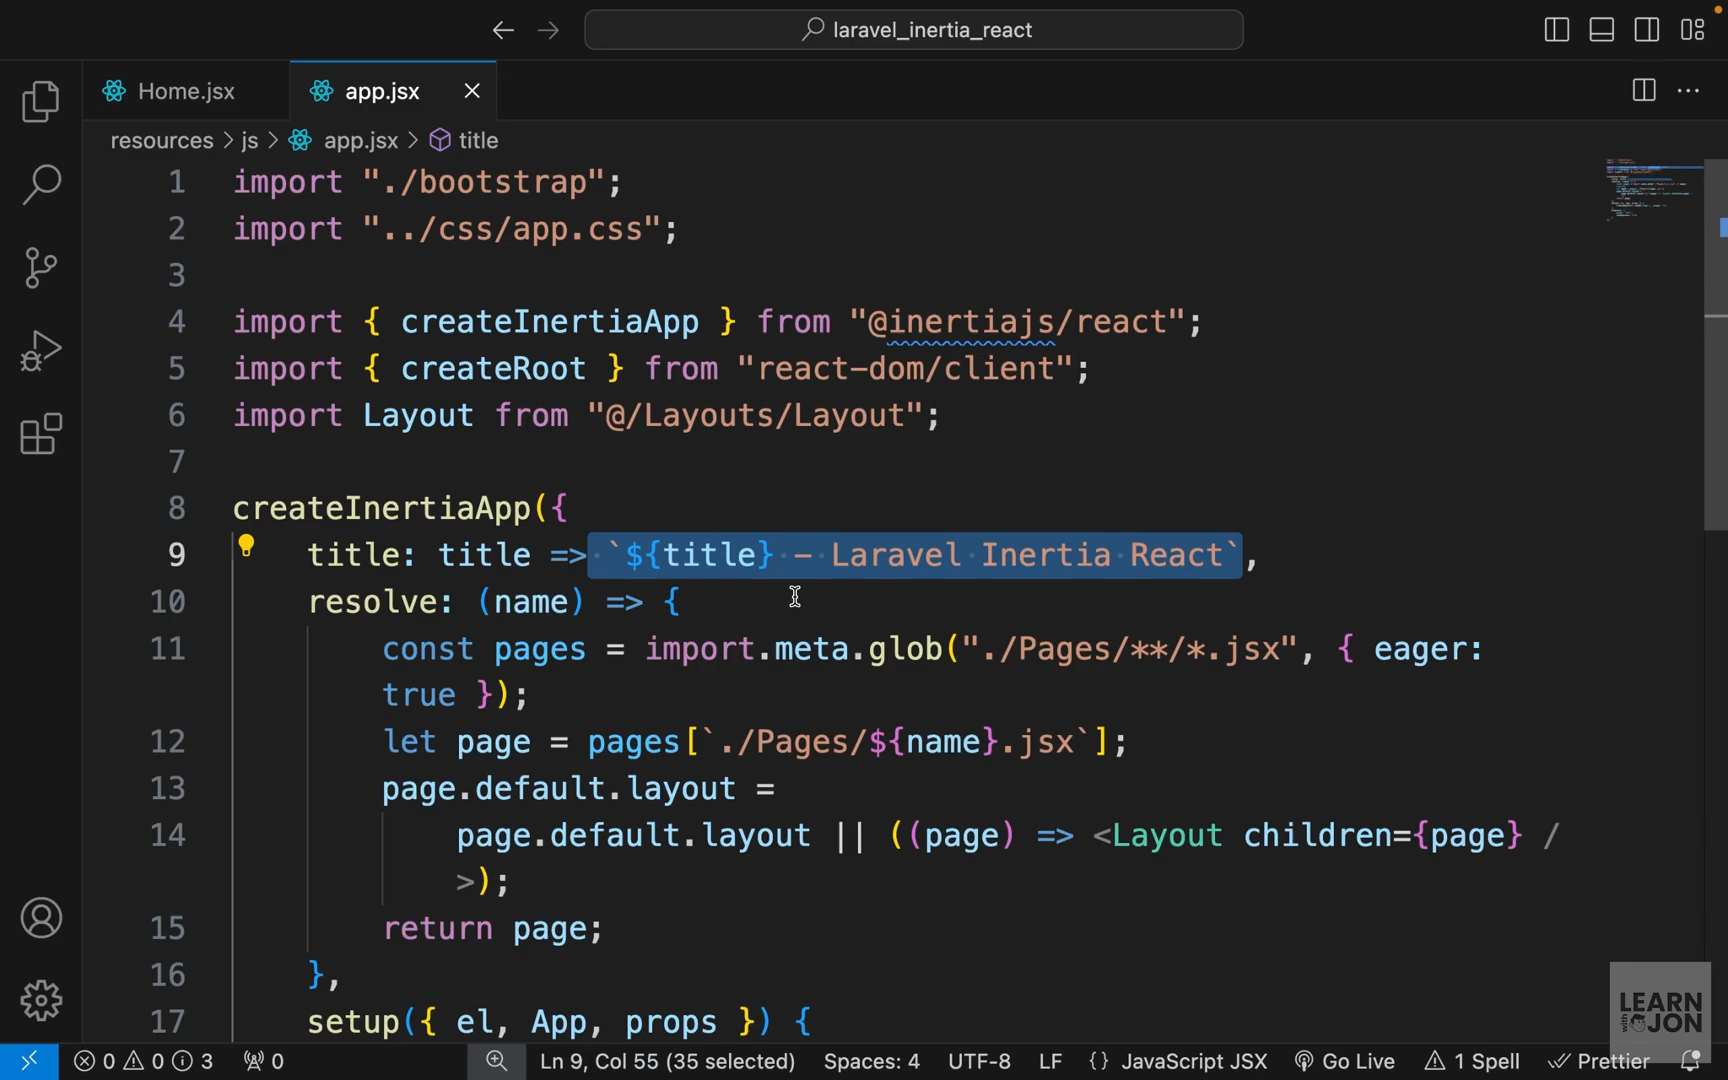 laravel_inertia_react
Home.jsx
app.jsx
resources > js > app.jsx > title
1 import "./bootstrap";
2 import "../css/app.css";
3
4 import { createInertiaApp } from "@inertiajs/react";
5 import { createRoot } from "react-dom/client";
6 import Layout from "@/Layouts/Layout";
7
8 createInertiaApp({
9 title: title => `${title} - Laravel Inertia React`,
10 resolve: (name) => {
11 const pages = import.meta.glob("./Pages/**/*.jsx", { eager:
true });
12 let page = pages[`./Pages/${name}.jsx`];
13 page.default.layout =
14 page.default.layout || ((page) => <Layout children={page} /
>);
15 return page;
16 },
17 setup({ el, App, props }) {
LEARN
with JON
0 0 3 0 Ln 9, Col 55 (35 selected) Spaces: 4 UTF-8 LF {} JavaScript JSX Go Live 1 Spell Prettier